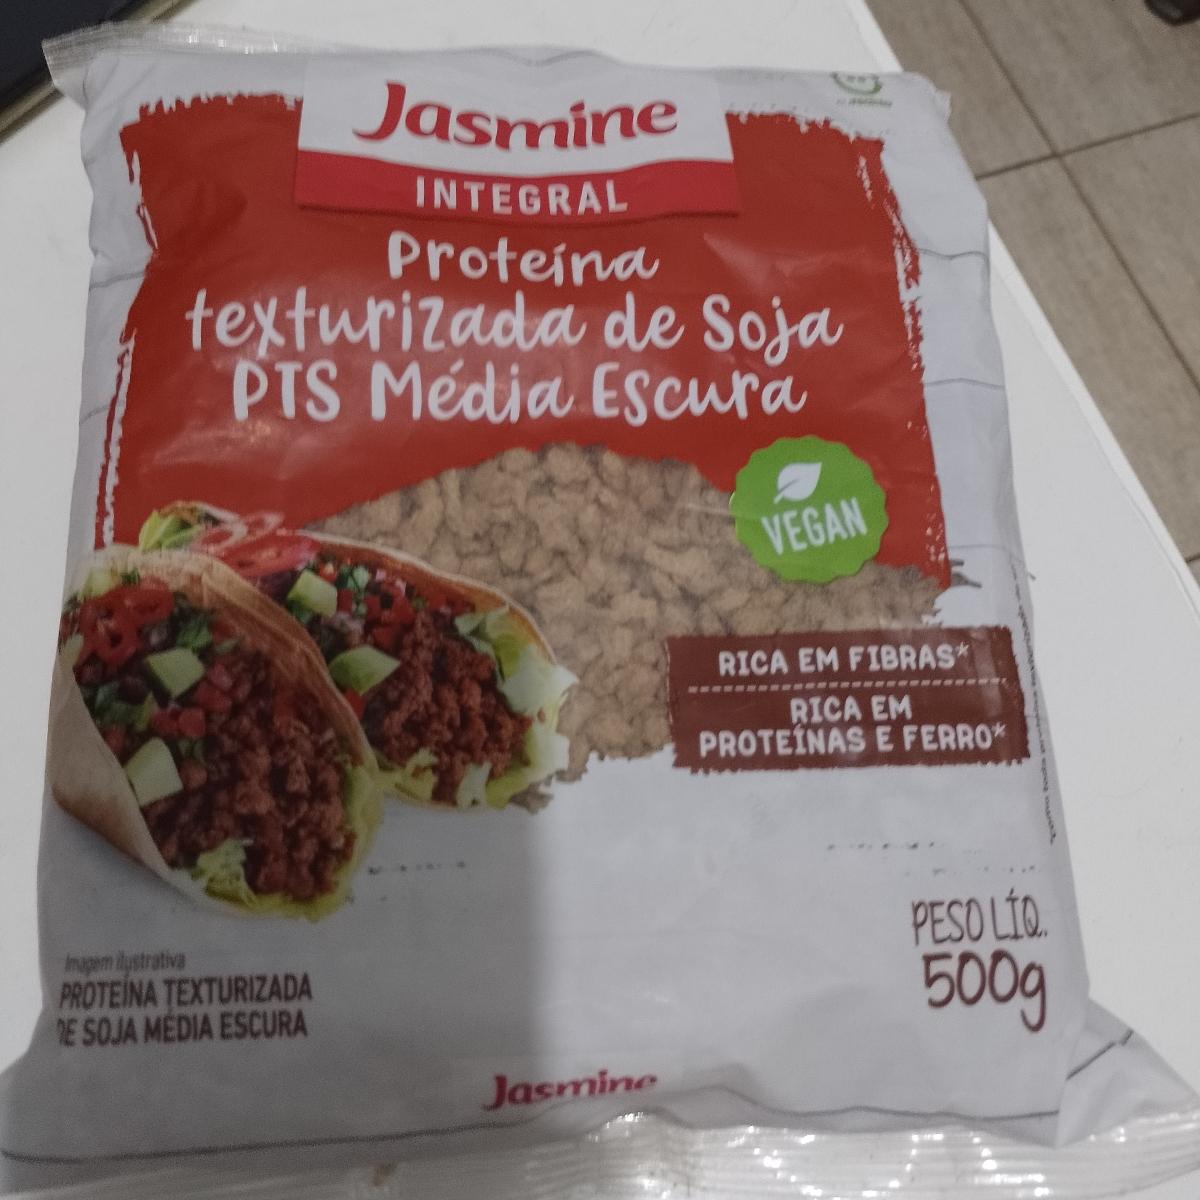 Jasmine
INTEGRAL
Proteína
texturizada de Soja
PTS Média Escura
VEGAN
RICA EM FIBRAS*
RICA EM
PROTEÍNAS E FERRO*
PESO LÍQ.
500g
Imagem ilustrativa
PROTEÍNA TEXTURIZADA
DE SOJA MÉDIA ESCURA
Jasmine